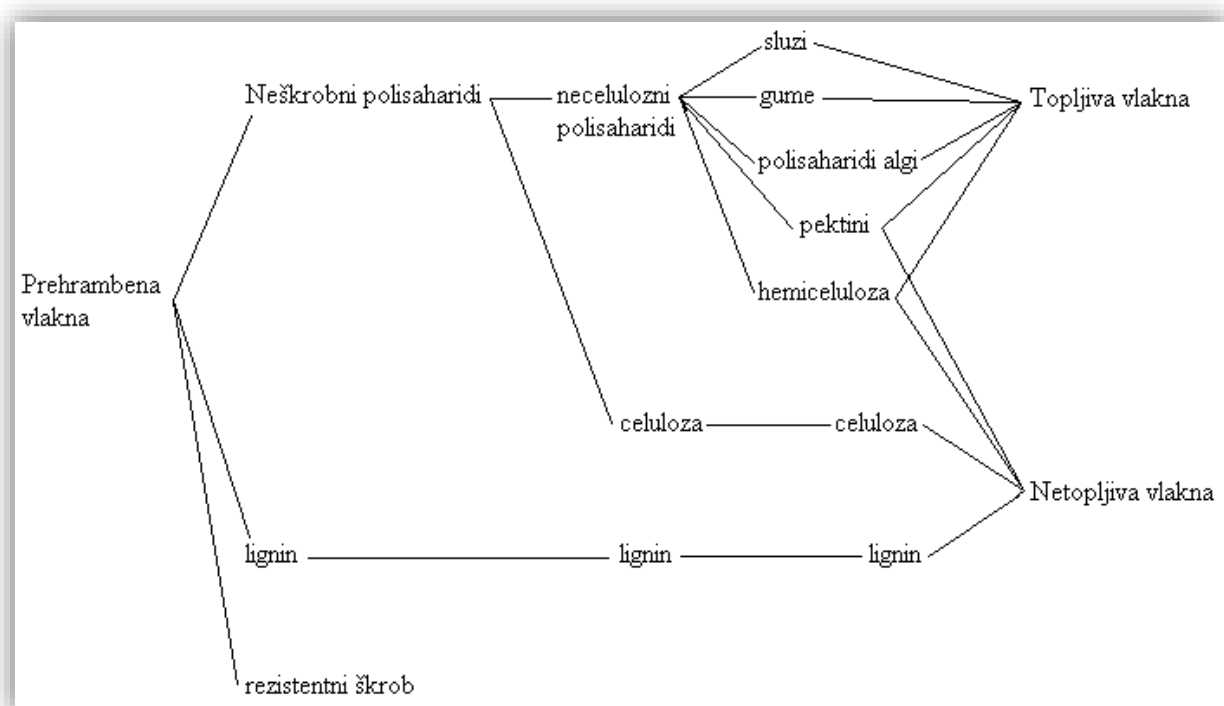 sluzi
Neškrobni polisaharidi
necelulozni
polisaharidi
gume
Topljiva vlakna
polisaharidi algi
pektini
Prehrambena
vlakna
hemiceluloza
celuloza
celuloza
Netopljiva vlakna
lignin
lignin
lignin
rezistentni škrob